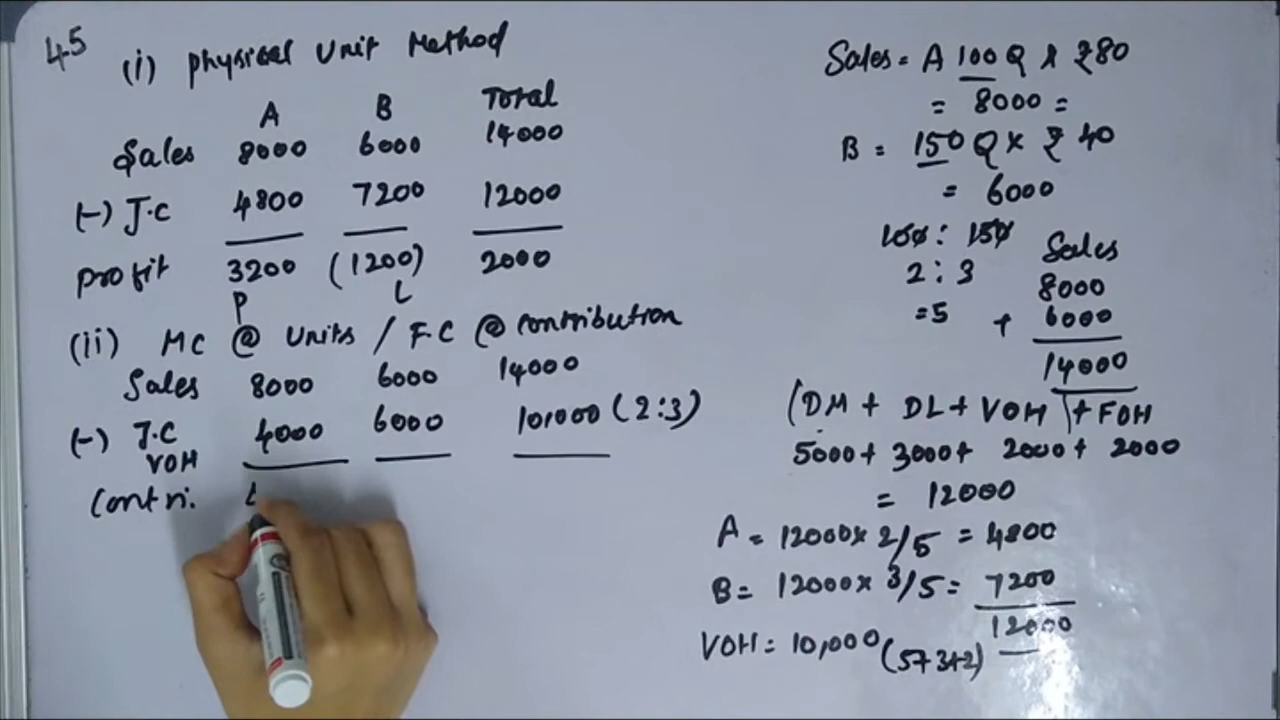 45
(i) Physical Unit Method
A B Total
Sales 8000 6000 14000
(-) J.C 4800 7200 12000
Profit 3200 (1200) 2000
P L
(ii) MC @ Units / F.C @ Contribution
Sales 8000 6000 14000
(-) J.C 4000 6000 10,000 (2:3)
VOH
Contri.
Sales = A 100 Q x ₹80
= 8000 =
B = 150 Q x ₹ 40
= 6000
100 : 150
2 : 3
= 5
Sales
8000
+ 6000
14000
(DM + DL + VOH) + FOH
5000 + 3000 + 2000 + 2000
= 12000
A = 12000 x 2/5 = 4800
B = 12000 x 3/5 = 7200
12000
VOH = 10,000 (5+3+2)